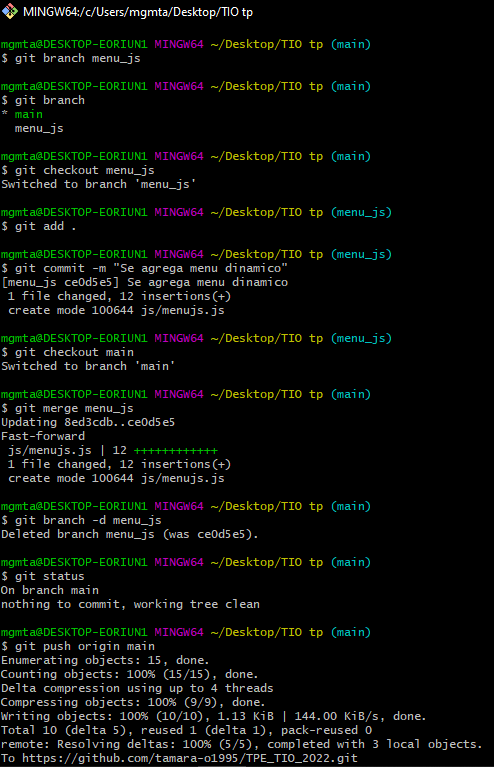 MINGW64:/c/Users/mgmta/Desktop/TIO tp
mgmta@DESKTOP-EORIUN1 MINGW64 ~/Desktop/TIO tp (main)
$ git branch menu_js
mgmta@DESKTOP-EORIUN1 MINGW64 ~/Desktop/TIO tp (main)
$ git branch
* main
  menu_js
mgmta@DESKTOP-EORIUN1 MINGW64 ~/Desktop/TIO tp (main)
$ git checkout menu_js
Switched to branch 'menu_js'
mgmta@DESKTOP-EORIUN1 MINGW64 ~/Desktop/TIO tp (menu_js)
$ git add .
mgmta@DESKTOP-EORIUN1 MINGW64 ~/Desktop/TIO tp (menu_js)
$ git commit -m "Se agrega menu dinamico"
[menu_js ce0d5e5] Se agrega menu dinamico
 1 file changed, 12 insertions(+)
 create mode 100644 js/menujs.js
mgmta@DESKTOP-EORIUN1 MINGW64 ~/Desktop/TIO tp (menu_js)
$ git checkout main
Switched to branch 'main'
mgmta@DESKTOP-EORIUN1 MINGW64 ~/Desktop/TIO tp (main)
$ git merge menu_js
Updating 8ed3cdb..ce0d5e5
Fast-forward
 js/menujs.js | 12 ++++++++++++
 1 file changed, 12 insertions(+)
 create mode 100644 js/menujs.js
mgmta@DESKTOP-EORIUN1 MINGW64 ~/Desktop/TIO tp (main)
$ git branch -d menu_js
Deleted branch menu_js (was ce0d5e5).
mgmta@DESKTOP-EORIUN1 MINGW64 ~/Desktop/TIO tp (main)
$ git status
On branch main
nothing to commit, working tree clean
mgmta@DESKTOP-EORIUN1 MINGW64 ~/Desktop/TIO tp (main)
$ git push origin main
Enumerating objects: 15, done.
Counting objects: 100% (15/15), done.
Delta compression using up to 4 threads
Compressing objects: 100% (9/9), done.
Writing objects: 100% (10/10), 1.13 KiB | 144.00 KiB/s, done.
Total 10 (delta 5), reused 1 (delta 1), pack-reused 0
remote: Resolving deltas: 100% (5/5), completed with 3 local objects.
To https://github.com/tamara-o1995/TPE_TIO_2022.git